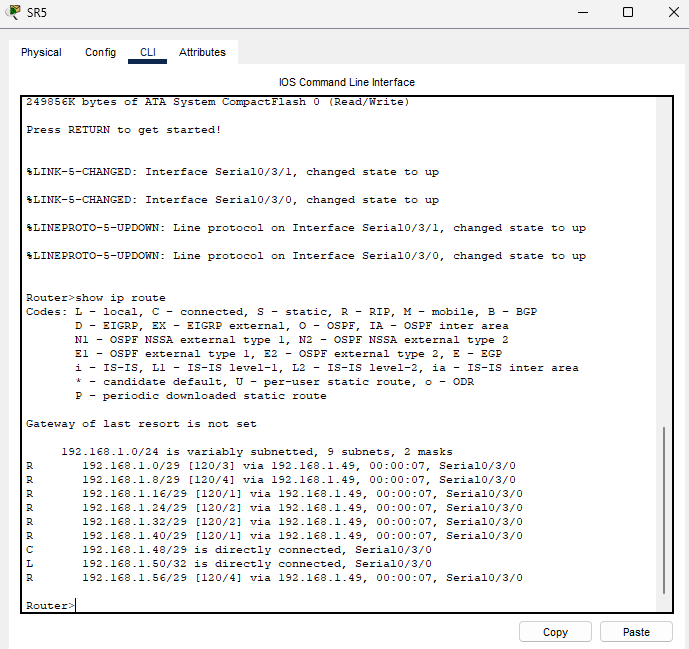 SR5
Physical Config CLI Attributes
IOS Command Line Interface
249856K bytes of ATA System CompactFlash 0 (Read/Write)
Press RETURN to get started!
%LINK-5-CHANGED: Interface Serial0/3/1, changed state to up
%LINK-5-CHANGED: Interface Serial0/3/0, changed state to up
%LINEPROTO-5-UPDOWN: Line protocol on Interface Serial0/3/1, changed state to up
%LINEPROTO-5-UPDOWN: Line protocol on Interface Serial0/3/0, changed state to up
Router>show ip route
Codes: L - local, C - connected, S - static, R - RIP, M - mobile, B - BGP
D - EIGRP, EX - EIGRP external, O - OSPF, IA - OSPF inter area
N1 - OSPF NSSA external type 1, N2 - OSPF NSSA external type 2
E1 - OSPF external type 1, E2 - OSPF external type 2, E - EGP
i - IS-IS, L1 - IS-IS level-1, L2 - IS-IS level-2, ia - IS-IS inter area
* - candidate default, U - per-user static route, o - ODR
P - periodic downloaded static route
Gateway of last resort is not set
192.168.1.0/24 is variably subnetted, 9 subnets, 2 masks
R 192.168.1.0/29 [120/3] via 192.168.1.49, 00:00:07, Serial0/3/0
R 192.168.1.8/29 [120/4] via 192.168.1.49, 00:00:07, Serial0/3/0
R 192.168.1.16/29 [120/1] via 192.168.1.49, 00:00:07, Serial0/3/0
R 192.168.1.24/29 [120/2] via 192.168.1.49, 00:00:07, Serial0/3/0
R 192.168.1.32/29 [120/2] via 192.168.1.49, 00:00:07, Serial0/3/0
R 192.168.1.40/29 [120/1] via 192.168.1.49, 00:00:07, Serial0/3/0
C 192.168.1.48/29 is directly connected, Serial0/3/0
L 192.168.1.50/32 is directly connected, Serial0/3/0
R 192.168.1.56/29 [120/4] via 192.168.1.49, 00:00:07, Serial0/3/0
Router>
Copy Paste